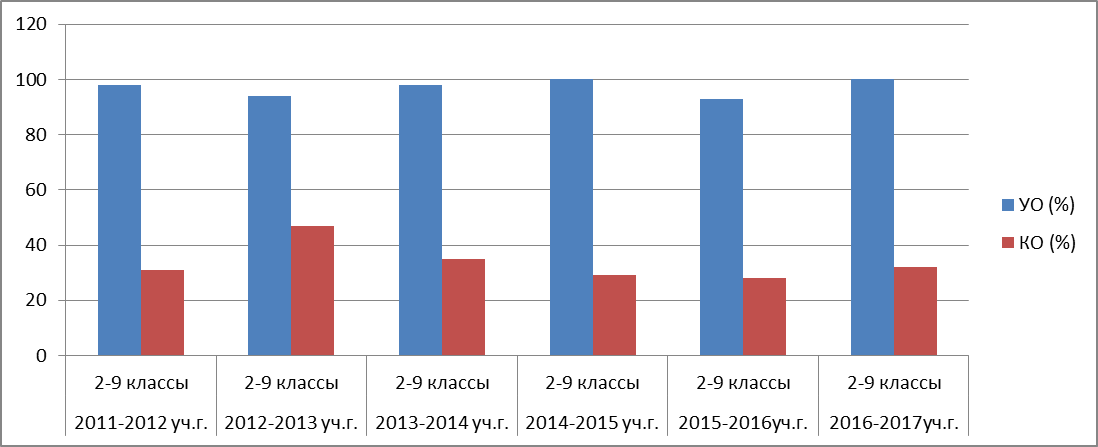 120
100
80
60
40
20
0
УО (%)
КО (%)
2-9 классы 2-9 классы 2-9 классы 2-9 классы 2-9 классы 2-9 классы
2011-2012 уч.г. 2012-2013 уч.г. 2013-2014 уч.г. 2014-2015 уч.г. 2015-2016уч.г. 2016-2017уч.г.